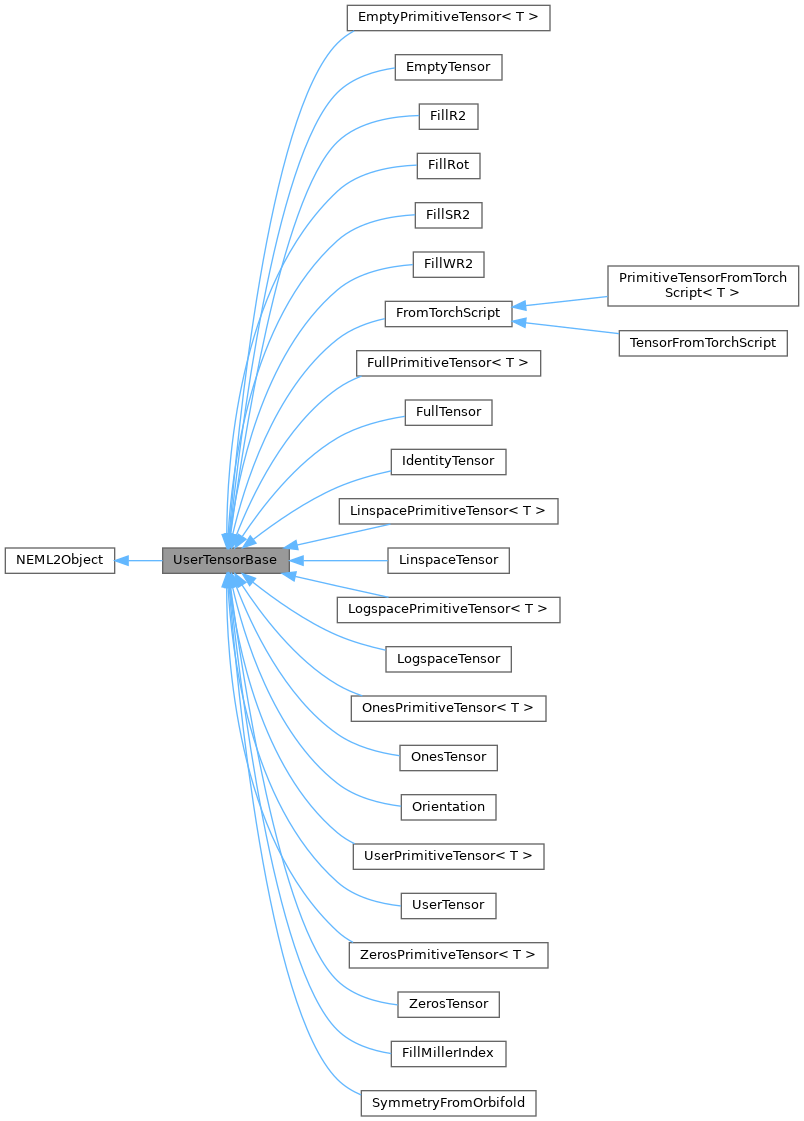 EmptyPrimitiveTensor< T >
EmptyTensor
FillR2
FillRot
FillSR2
FillWR2
FromTorchScript
PrimitiveTensorFromTorch
Script< T >
TensorFromTorchScript
FullPrimitiveTensor< T >
FullTensor
IdentityTensor
LinspacePrimitiveTensor< T >
NEML2Object
UserTensorBase
LinspaceTensor
LogspacePrimitiveTensor< T >
LogspaceTensor
OnesPrimitiveTensor< T >
OnesTensor
Orientation
UserPrimitiveTensor< T >
UserTensor
ZerosPrimitiveTensor< T >
ZerosTensor
FillMillerIndex
SymmetryFromOrbifold